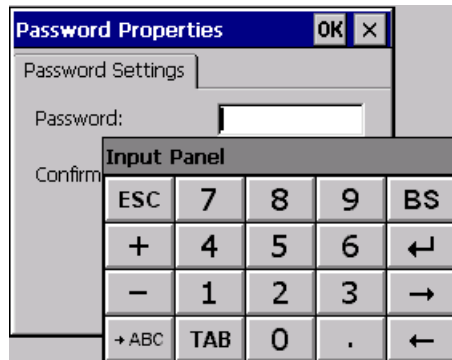 Password Properties OK ×
Password Settings
Password:
Confirm
Input Panel
ESC 7 8 9 BS
+ 4 5 6 ↵
− 1 2 3 →
→ ABC TAB 0 . ←